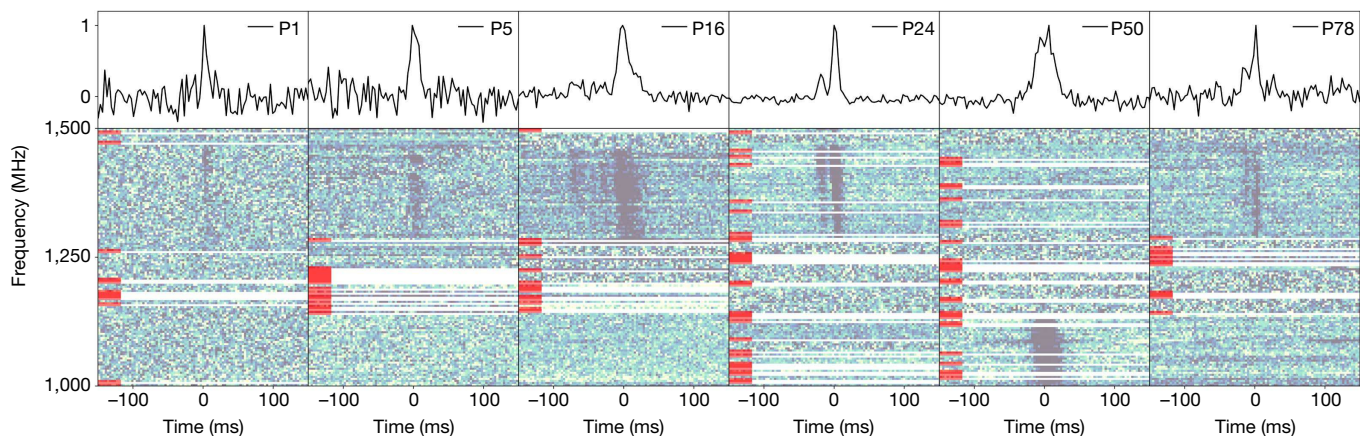 1 P1 P5 P16 P24 P50 P78
0
1,500
1,250
1,000
Frequency (MHz)
−100 0 100 −100 0 100 −100 0 100 −100 0 100 −100 0 100 −100 0 100
Time (ms) Time (ms) Time (ms) Time (ms) Time (ms) Time (ms)